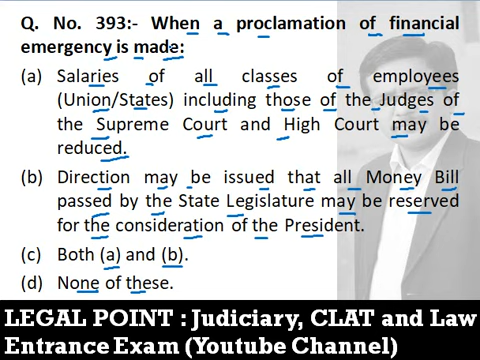 Q. No. 393:- When a proclamation of financial
emergency is made:
(a) Salaries of all classes of employees
(Union/States) including those of the Judges of
the Supreme Court and High Court may be
reduced.
(b) Direction may be issued that all Money Bill
passed by the State Legislature may be reserved
for the consideration of the President.
(c) Both (a) and (b).
(d) None of these.
LEGAL POINT : Judiciary, CLAT and Law
Entrance Exam (Youtube Channel)